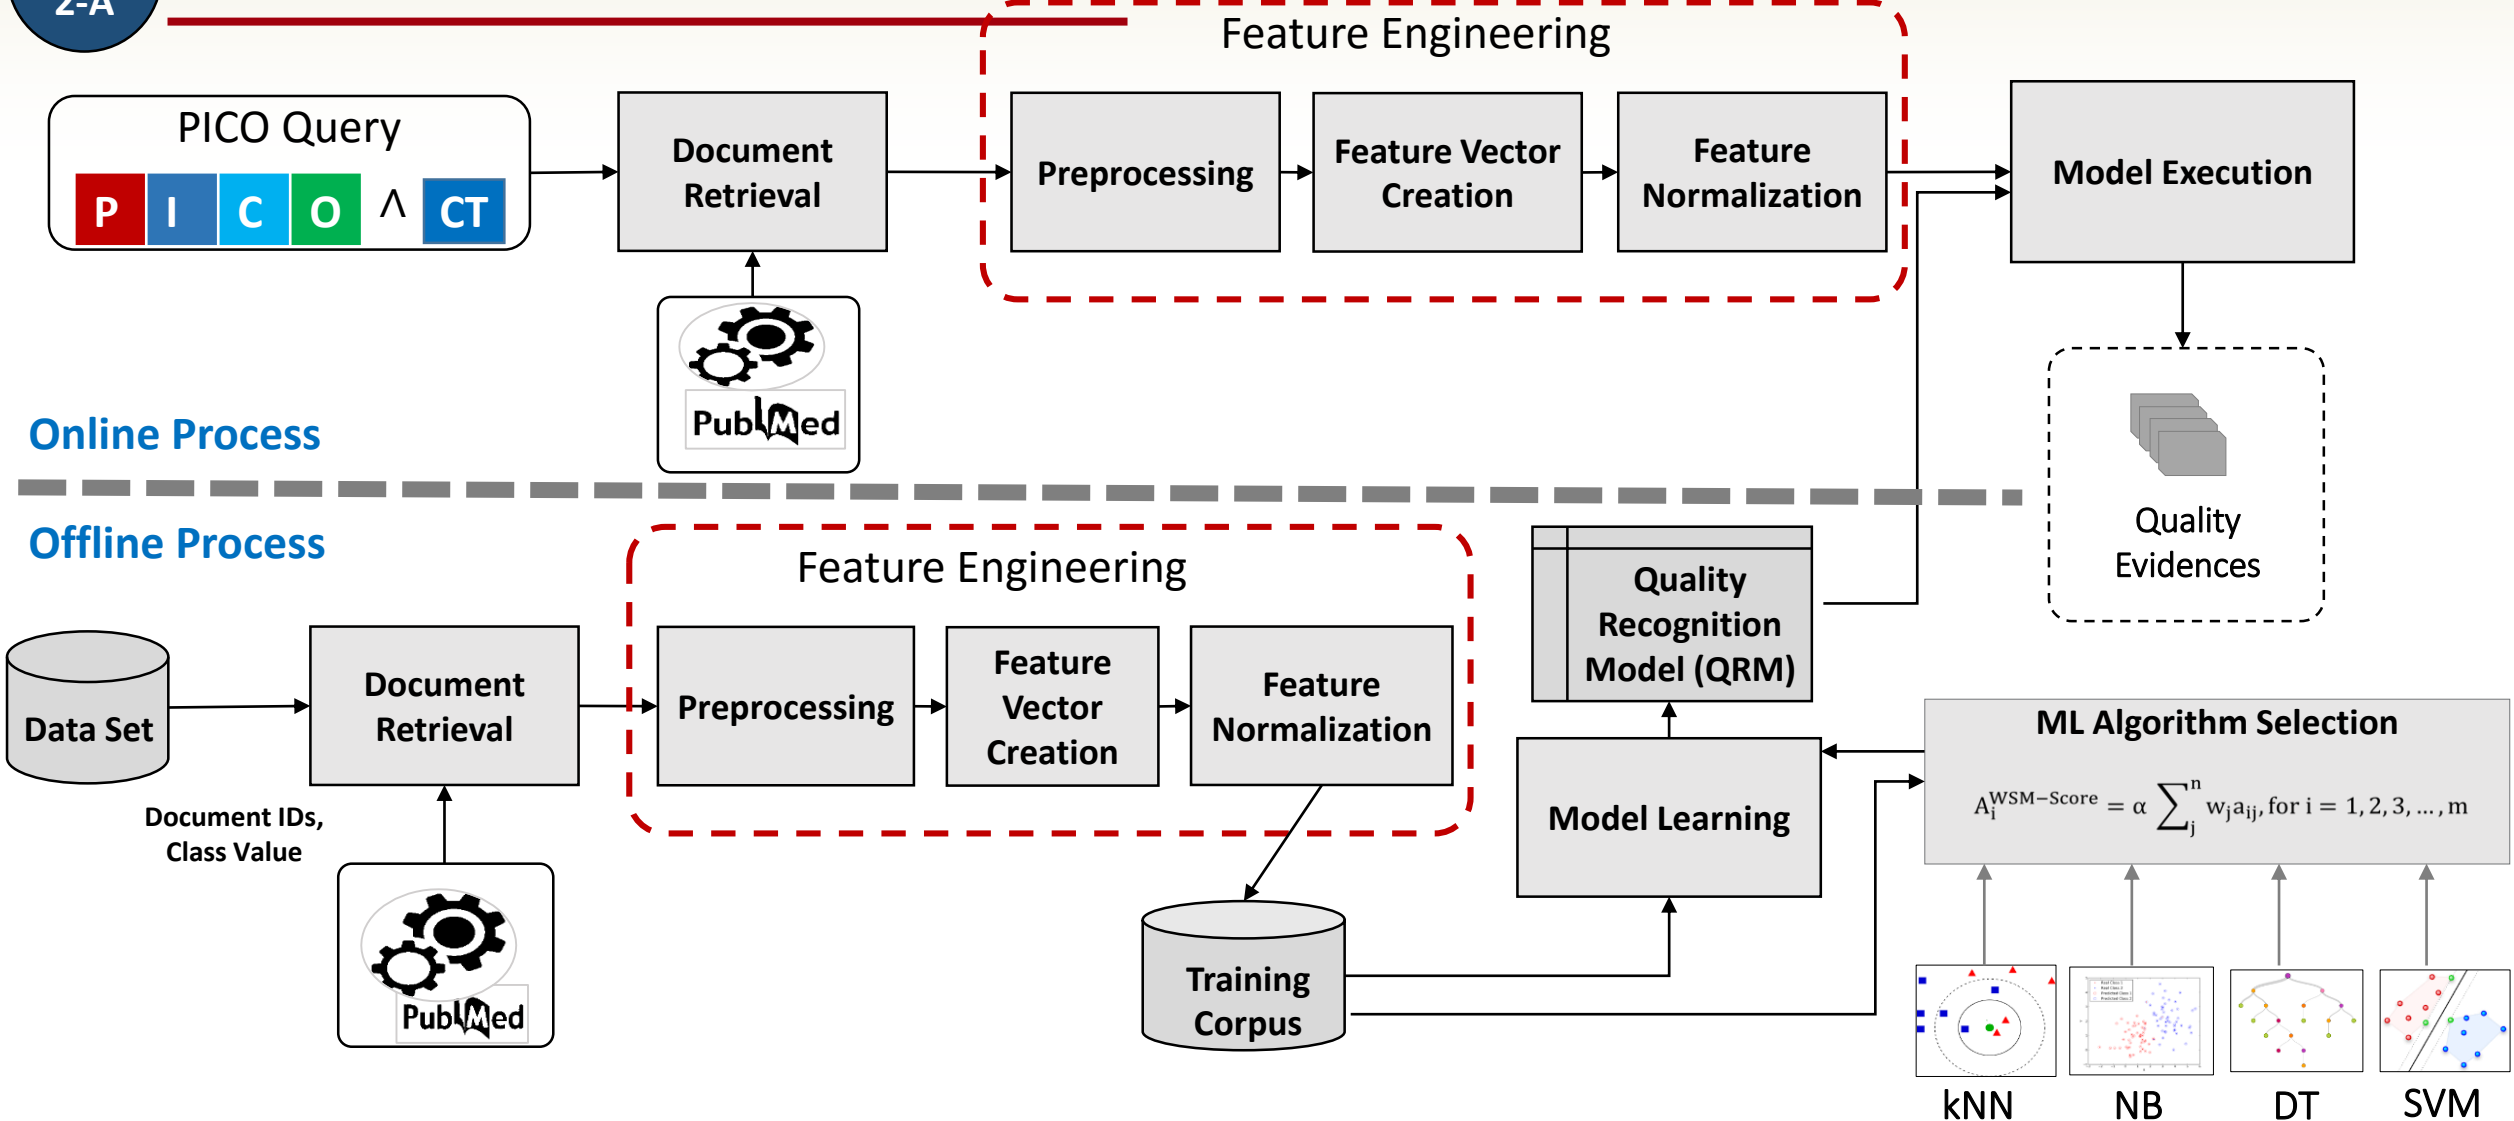 2-A
Feature Engineering
PICO Query
P I C O ∧ CT
Document
Retrieval
Preprocessing
Feature Vector
Creation
Feature
Normalization
Model Execution
PubMed
Online Process
Quality
Evidences
Offline Process
Feature Engineering
Data Set
Document
Retrieval
Preprocessing
Feature
Vector
Creation
Feature
Normalization
Quality
Recognition
Model (QRM)
Document IDs,
Class Value
PubMed
Training
Corpus
Model Learning
ML Algorithm Selection
A_i^{WSM−Score} = α ∑_j^n w_j a_{ij}, for i = 1, 2, 3, …, m
kNN
NB
DT
SVM